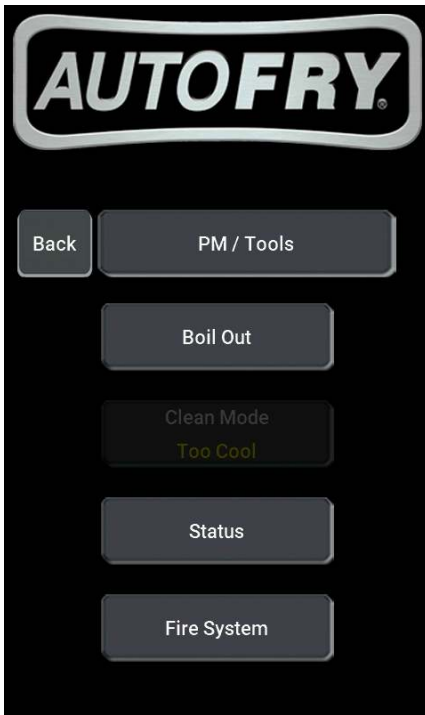 AUTOFRY®
Back
PM / Tools
Boil Out
Clean Mode
Too Cool
Status
Fire System